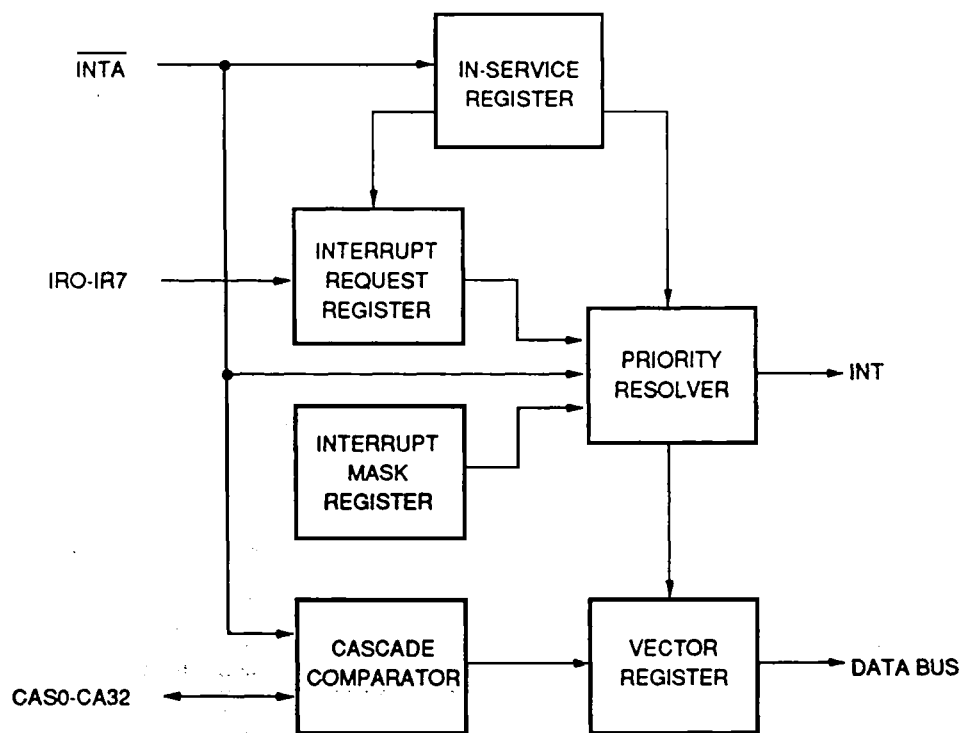 INTA
IN-SERVICE
REGISTER
INTERRUPT
REQUEST
REGISTER
IRO-IR7
PRIORITY
RESOLVER
INT
INTERRUPT
MASK
REGISTER
CASCADE
COMPARATOR
VECTOR
REGISTER
DATA BUS
CAS0-CA32